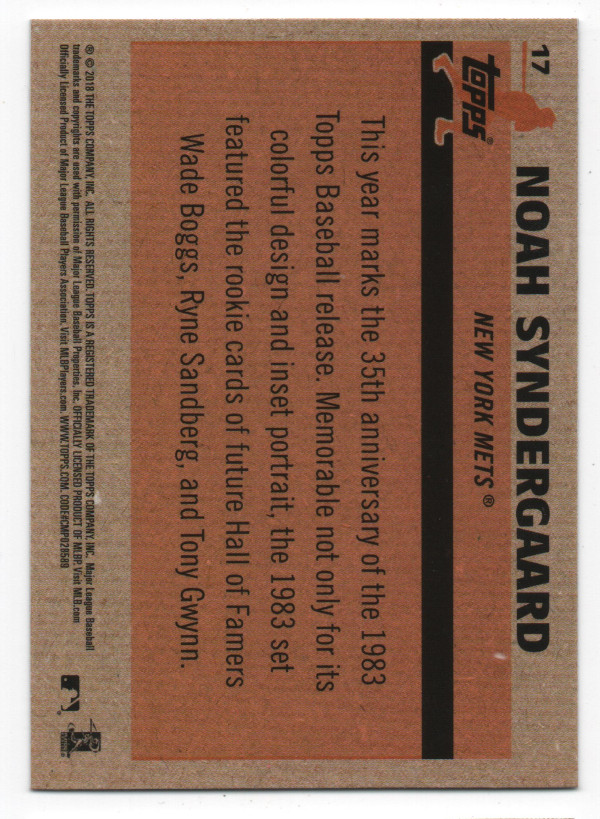 17
NOAH SYNDERGAARD
topps®
NEW YORK METS®
This year marks the 35th anniversary of the 1983
Topps Baseball release. Memorable not only for its
colorful design and inset portrait, the 1983 set
featured the rookie cards of future Hall of Famers
Wade Boggs, Ryne Sandberg, and Tony Gwynn.
® © 2018 THE TOPPS COMPANY, INC. ALL RIGHTS RESERVED. TOPPS IS A REGISTERED TRADEMARK OF THE TOPPS COMPANY, INC. Major League Baseball
trademarks and copyrights are used with permission of Major League Baseball Properties, Inc. OFFICIALLY LICENSED PRODUCT OF MLBP. Visit MLB.com
Officially Licensed Product of Major League Baseball Players Association. Visit MLBPlayers.com. WWW.TOPPS.COM. CODE#CMP028589
®